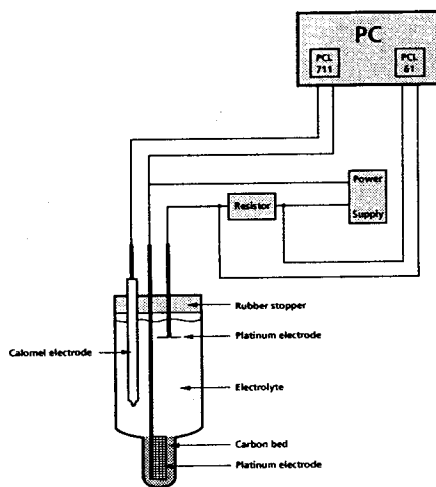 PC
PCL
711
PCL
61
Power
Supply
Resistor
Rubber stopper
Platinum electrode
Calomel electrode
Electrolyte
Carbon bed
Platinum electrode